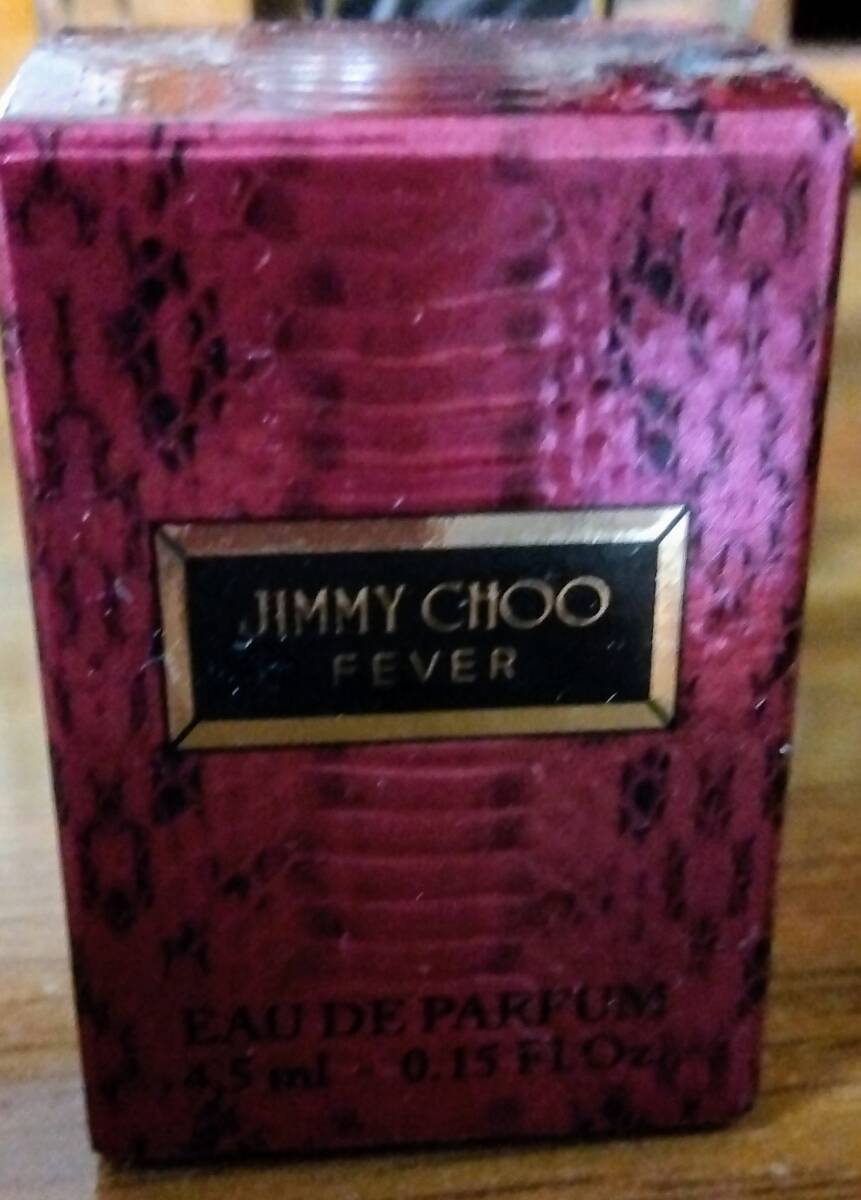 JIMMY CHOO
FEVER
EAU DE PARFUM
4.5 ml - 0.15 Fl Oz.